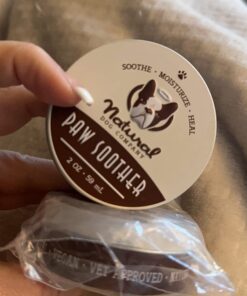 SOOTHE • MOISTURIZE • HEAL
Natural
DOG COMPANY
PAW SOOTHER
2 OZ • 59 mL
VEGAN • VET APPROVED •